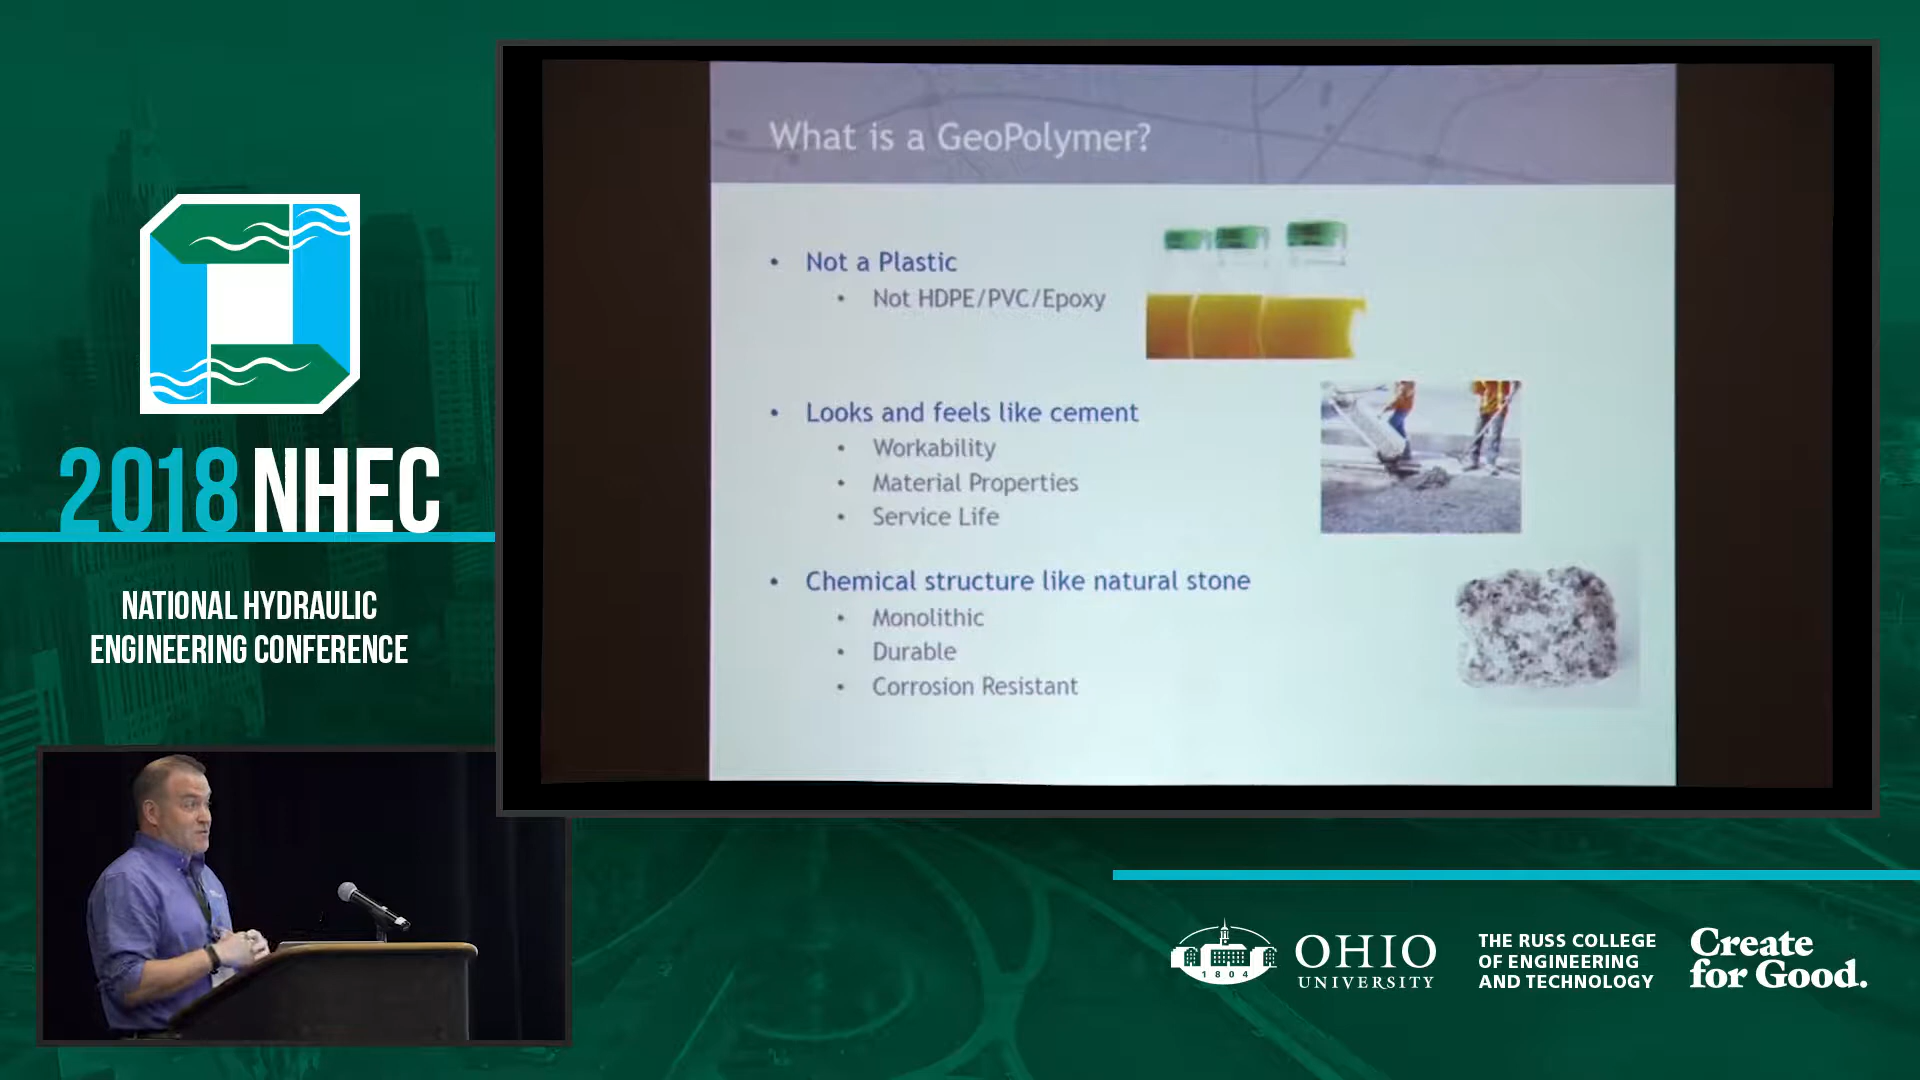 2018 NHEC
NATIONAL HYDRAULIC
ENGINEERING CONFERENCE
What is a GeoPolymer?
• Not a Plastic
• Not HDPE/PVC/Epoxy
• Looks and feels like cement
• Workability
• Material Properties
• Service Life
• Chemical structure like natural stone
• Monolithic
• Durable
• Corrosion Resistant
1804
OHIO
UNIVERSITY
THE RUSS COLLEGE
OF ENGINEERING
AND TECHNOLOGY
Create
for Good.